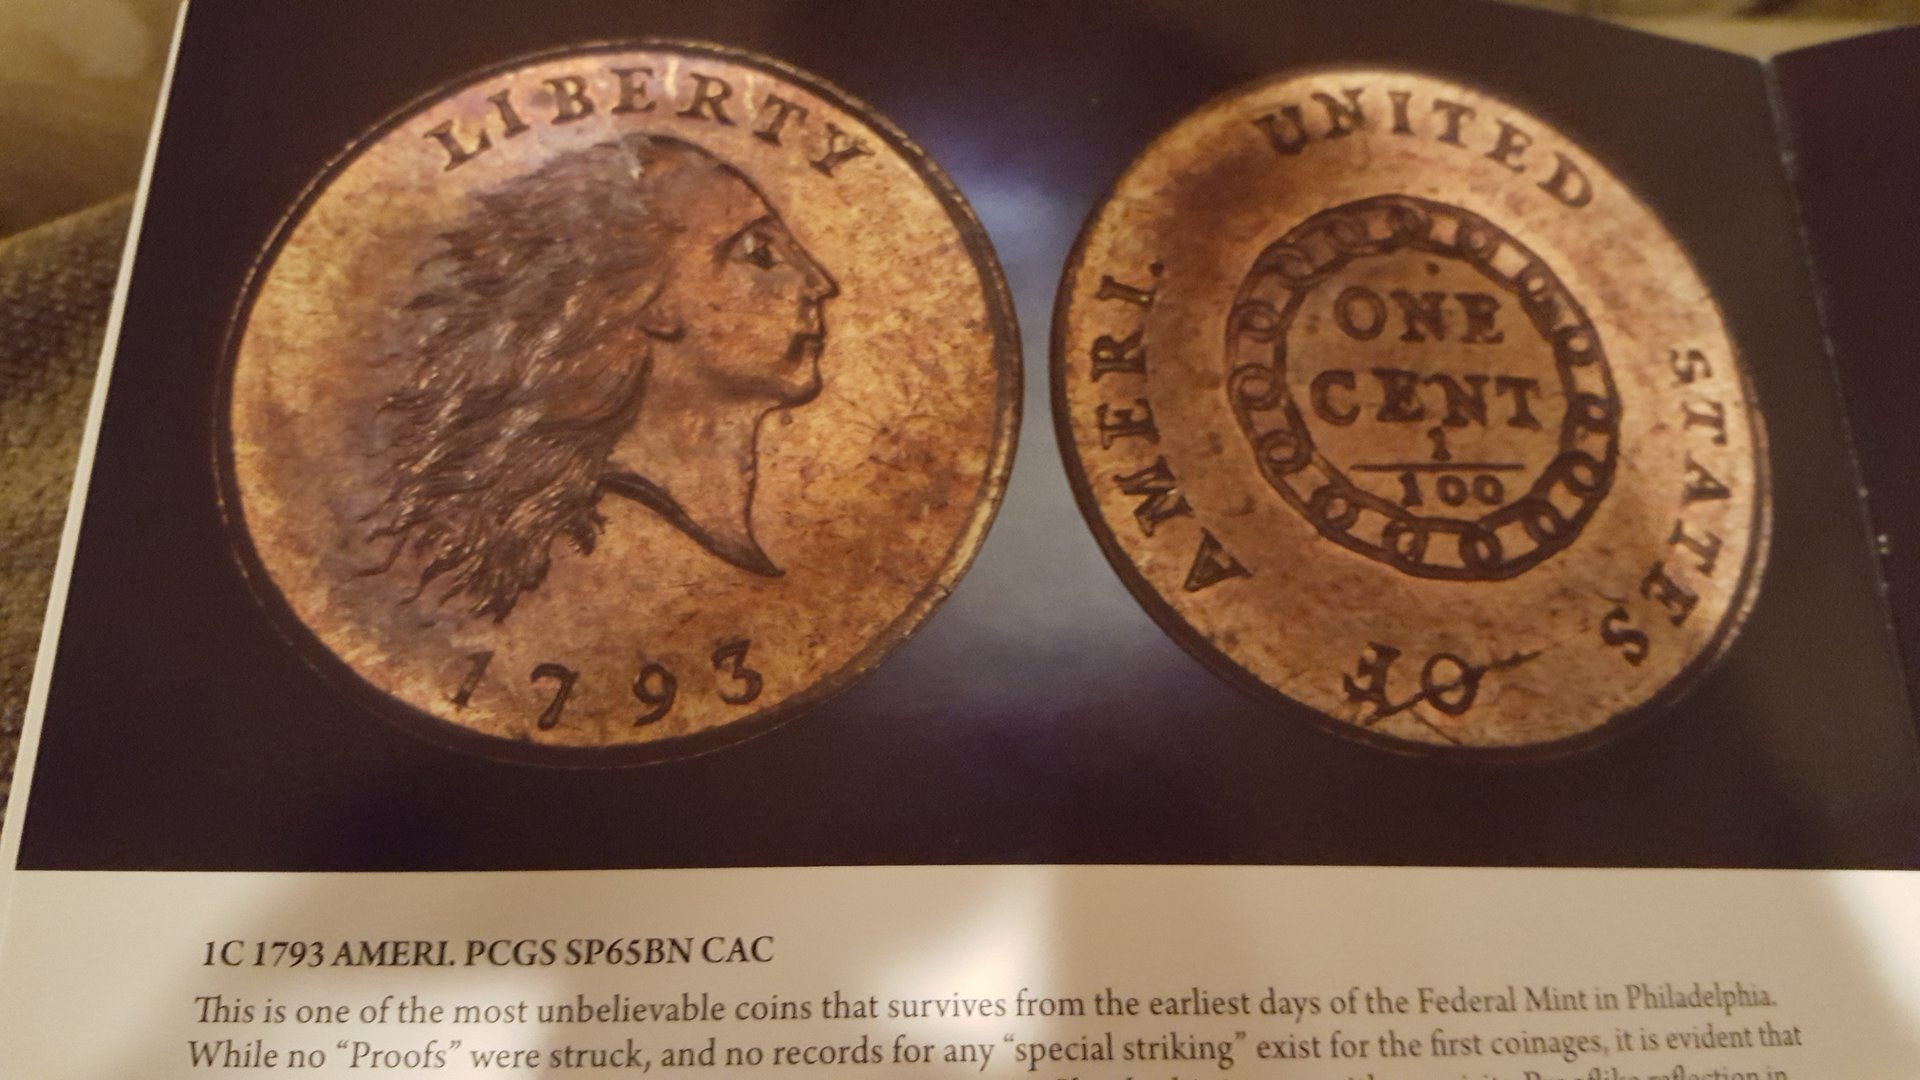 LIBERTY
1793
UNITED STATES OF AMERI.
ONE
CENT
1
100
1C 1793 AMERI. PCGS SP65BN CAC
This is one of the most unbelievable coins that survives from the earliest days of the Federal Mint in Philadelphia.
While no “Proofs” were struck, and no records for any “special striking” exist for the first coinages, it is evident that